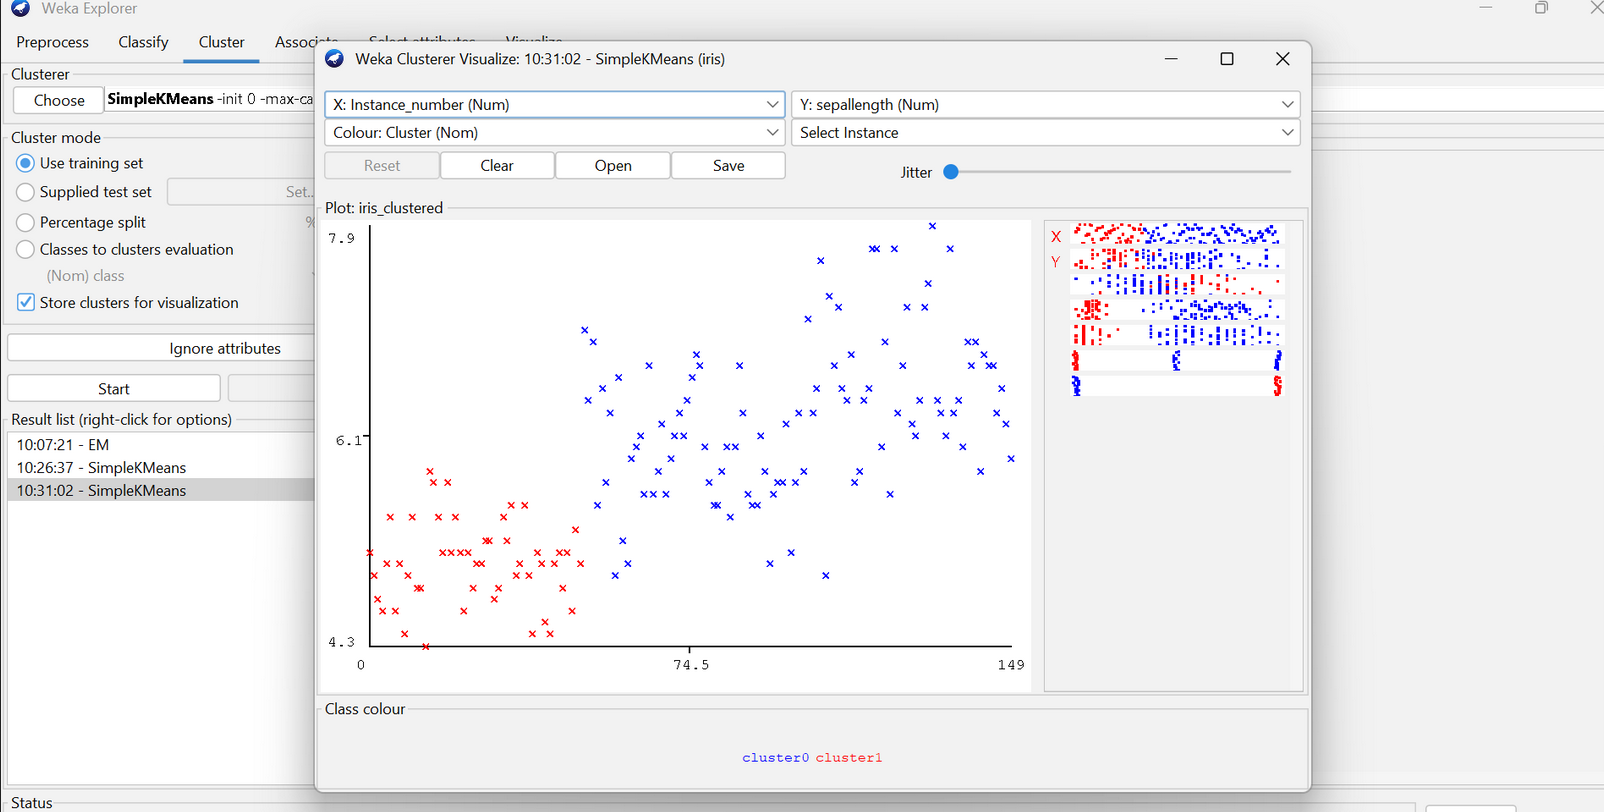 Weka Explorer
Preprocess Classify Cluster Associate Select attributes Visualize
Clusterer
Choose SimpleKMeans -init 0 -max-ca
Cluster mode
Use training set
Supplied test set Set..
Percentage split %
Classes to clusters evaluation
(Nom) class
Store clusters for visualization
Ignore attributes
Start
Result list (right-click for options)
10:07:21 - EM
10:26:37 - SimpleKMeans
10:31:02 - SimpleKMeans
Status
Weka Clusterer Visualize: 10:31:02 - SimpleKMeans (iris)
X: Instance_number (Num) Y: sepallength (Num)
Colour: Cluster (Nom) Select Instance
Reset Clear Open Save Jitter
Plot: iris_clustered
7.9
6.1
4.3
0 74.5 149
X
Y
Class colour
cluster0 cluster1